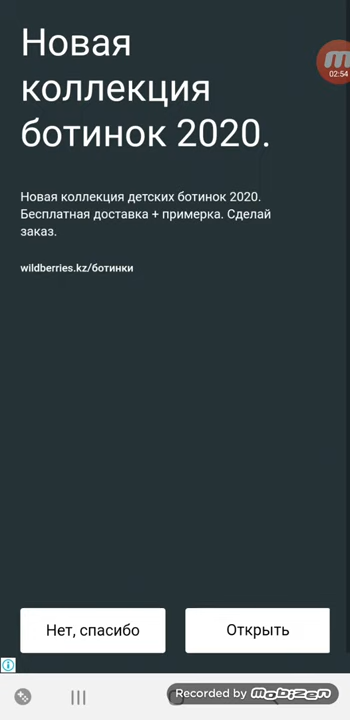 Новая
коллекция
ботинок 2020.
02:54
Новая коллекция детских ботинок 2020.
Бесплатная доставка + примерка. Сделай
заказ.
wildberries.kz/ботинки
Нет, спасибо
Открыть
Recorded by mobizen